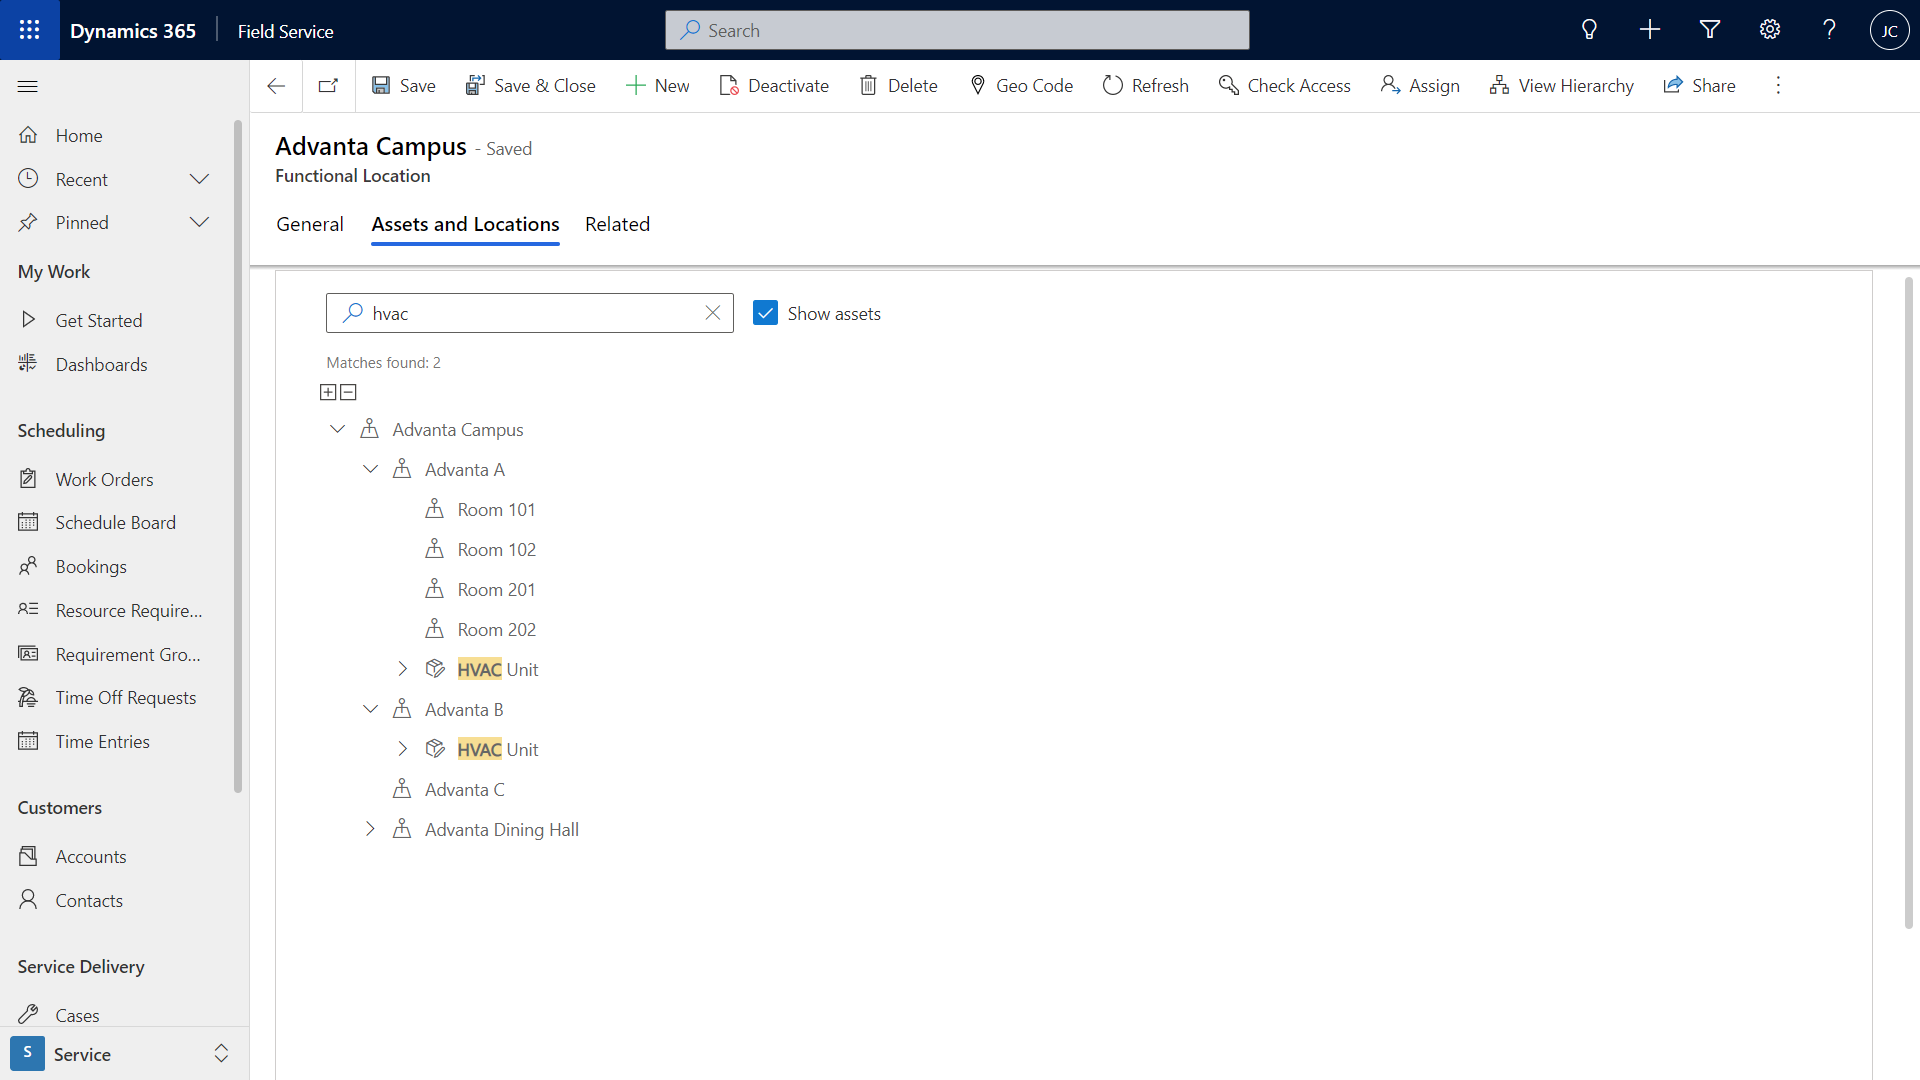 Dynamics 365
Field Service
Search
JC
Save
Save & Close
New
Deactivate
Delete
Geo Code
Refresh
Check Access
Assign
View Hierarchy
Share
Home
Recent
Pinned
My Work
Get Started
Dashboards
Scheduling
Work Orders
Schedule Board
Bookings
Resource Require...
Requirement Gro...
Time Off Requests
Time Entries
Customers
Accounts
Contacts
Service Delivery
Cases
S
Service
Advanta Campus - Saved
Functional Location
General
Assets and Locations
Related
hvac
Show assets
Matches found: 2
Advanta Campus
Advanta A
Room 101
Room 102
Room 201
Room 202
HVAC Unit
Advanta B
HVAC Unit
Advanta C
Advanta Dining Hall